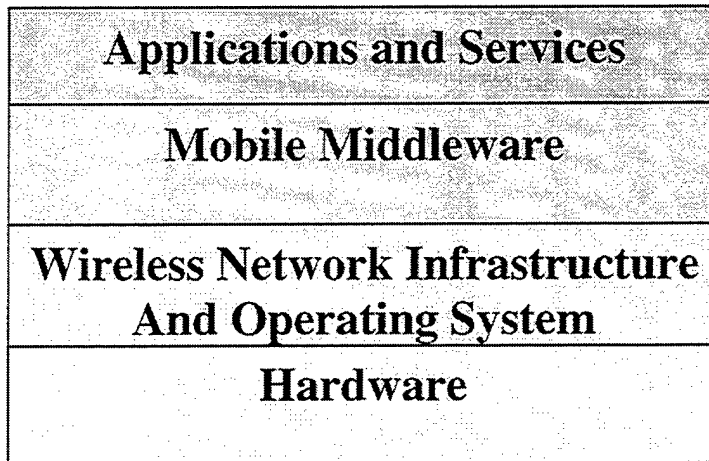 Applications and Services
Mobile Middleware
Wireless Network Infrastructure
And Operating System
Hardware